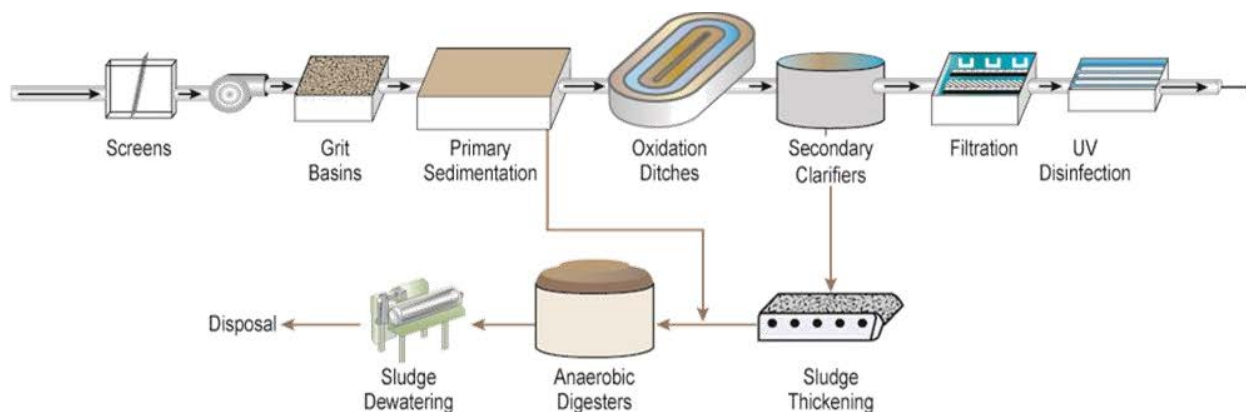 Screens
Grit
Basins
Primary
Sedimentation
Oxidation
Ditches
Secondary
Clarifiers
Filtration
UV
Disinfection
Disposal
Sludge
Dewatering
Anaerobic
Digesters
Sludge
Thickening